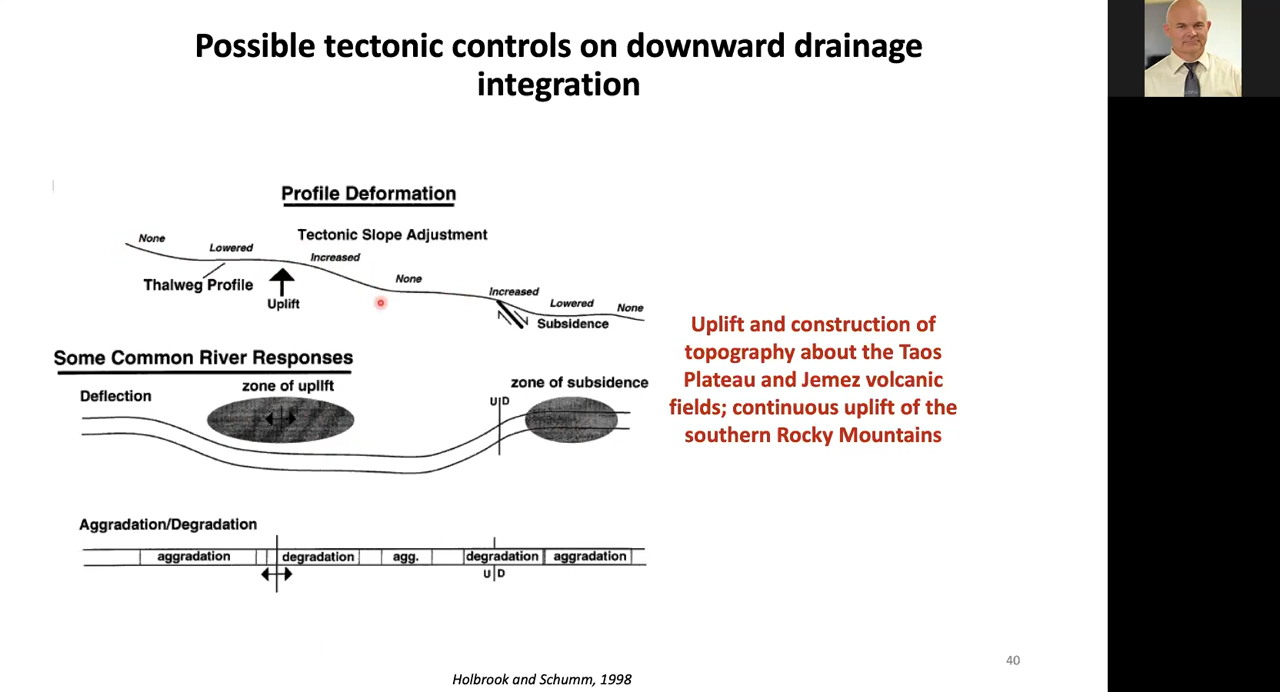 Possible tectonic controls on downward drainage
integration
Profile Deformation
Tectonic Slope Adjustment
None
Lowered
Increased
None
Increased
Lowered
None
Thalweg Profile
Uplift
Subsidence
Some Common River Responses
Deflection
zone of uplift
zone of subsidence
U|D
Aggradation/Degradation
aggradation
degradation
agg.
degradation
aggradation
U|D
Uplift and construction of
topography about the Taos
Plateau and Jemez volcanic
fields; continuous uplift of the
southern Rocky Mountains
Holbrook and Schumm, 1998
40